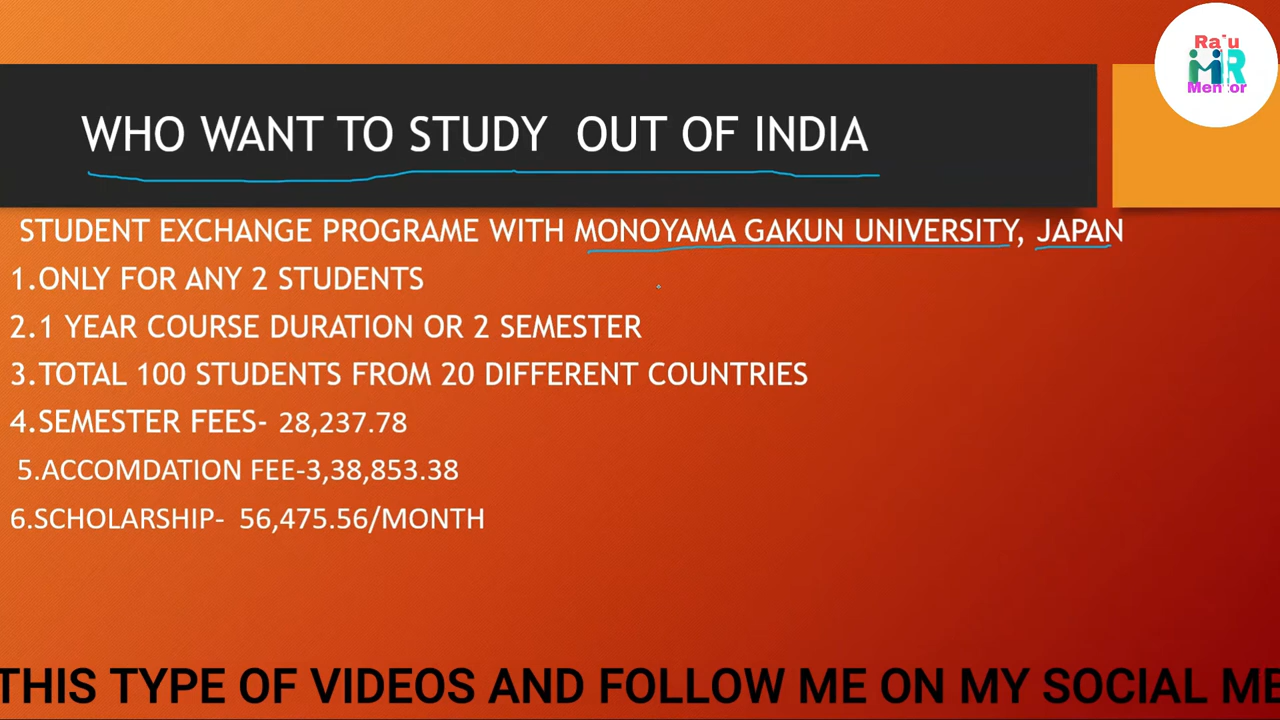 Raju
MR
Mentor
WHO WANT TO STUDY OUT OF INDIA
STUDENT EXCHANGE PROGRAME WITH MONOYAMA GAKUN UNIVERSITY, JAPAN
1.ONLY FOR ANY 2 STUDENTS
2.1 YEAR COURSE DURATION OR 2 SEMESTER
3.TOTAL 100 STUDENTS FROM 20 DIFFERENT COUNTRIES
4.SEMESTER FEES- 28,237.78
5.ACCOMDATION FEE-3,38,853.38
6.SCHOLARSHIP- 56,475.56/MONTH
THIS TYPE OF VIDEOS AND FOLLOW ME ON MY SOCIAL ME